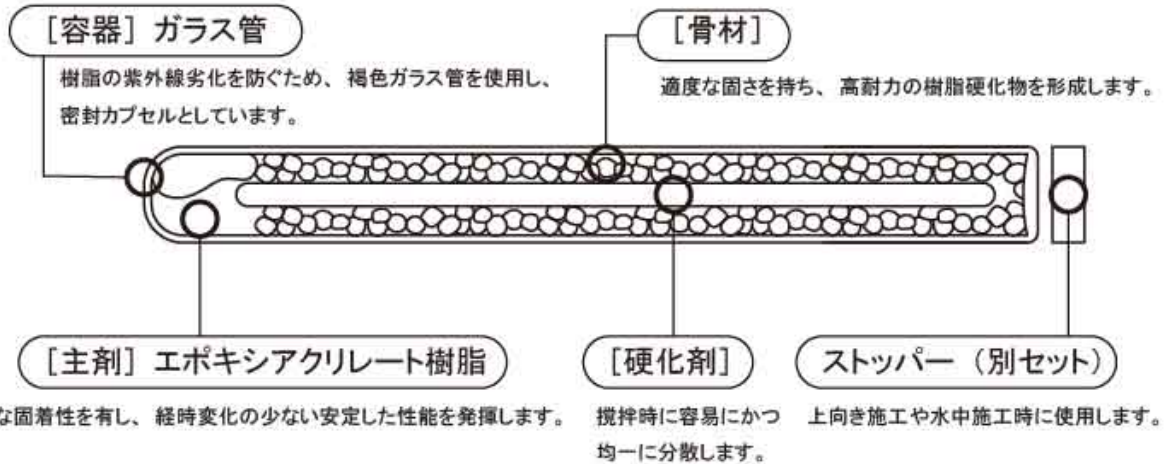 ［容器］ガラス管
樹脂の紫外線劣化を防ぐため、褐色ガラス管を使用し、
密封カプセルとしています。
［骨材］
適度な固さを持ち、高耐力の樹脂硬化物を形成します。
［主剤］エポキシアクリレート樹脂
な固着性を有し、経時変化の少ない安定した性能を発揮します。
［硬化剤］
撹拌時に容易にかつ
均一に分散します。
ストッパー（別セット）
上向き施工や水中施工時に使用します。